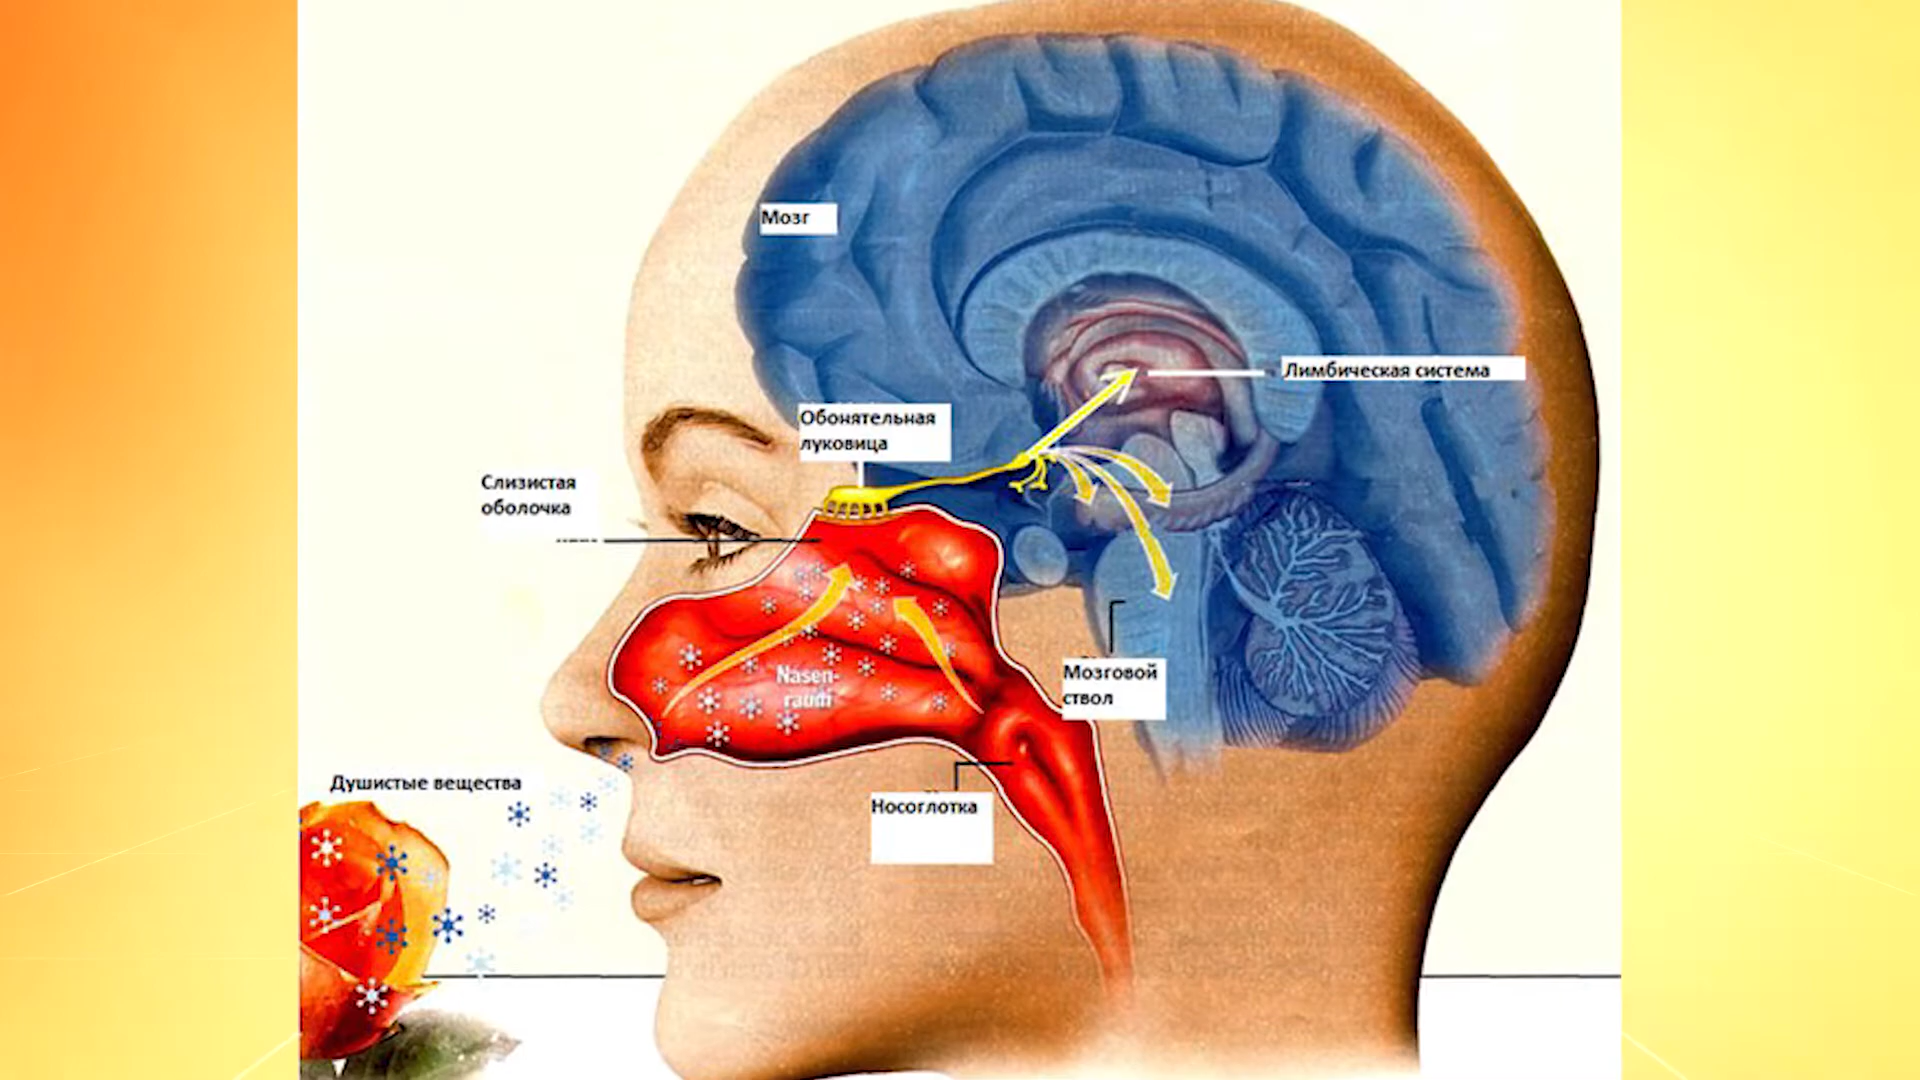 Мозг
Лимбическая система
Обонятельная
луковица
Слизистая
оболочка
Nasen-
raum
Мозговой
ствол
Душистые вещества
Носоглотка